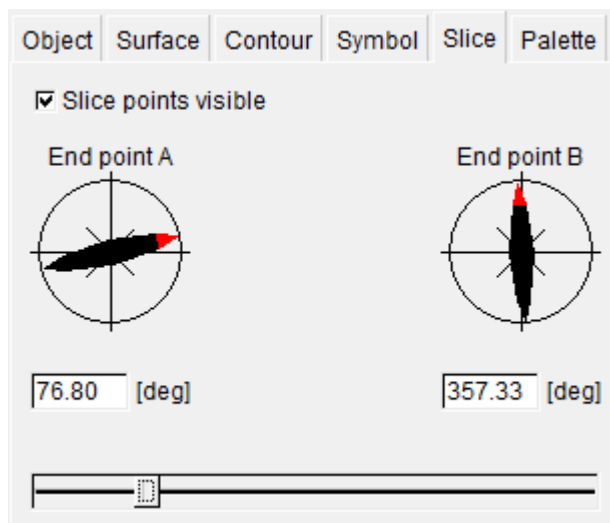 Object Surface Contour Symbol Slice Palette
Slice points visible
End point A End point B
76.80 [deg] 357.33 [deg]